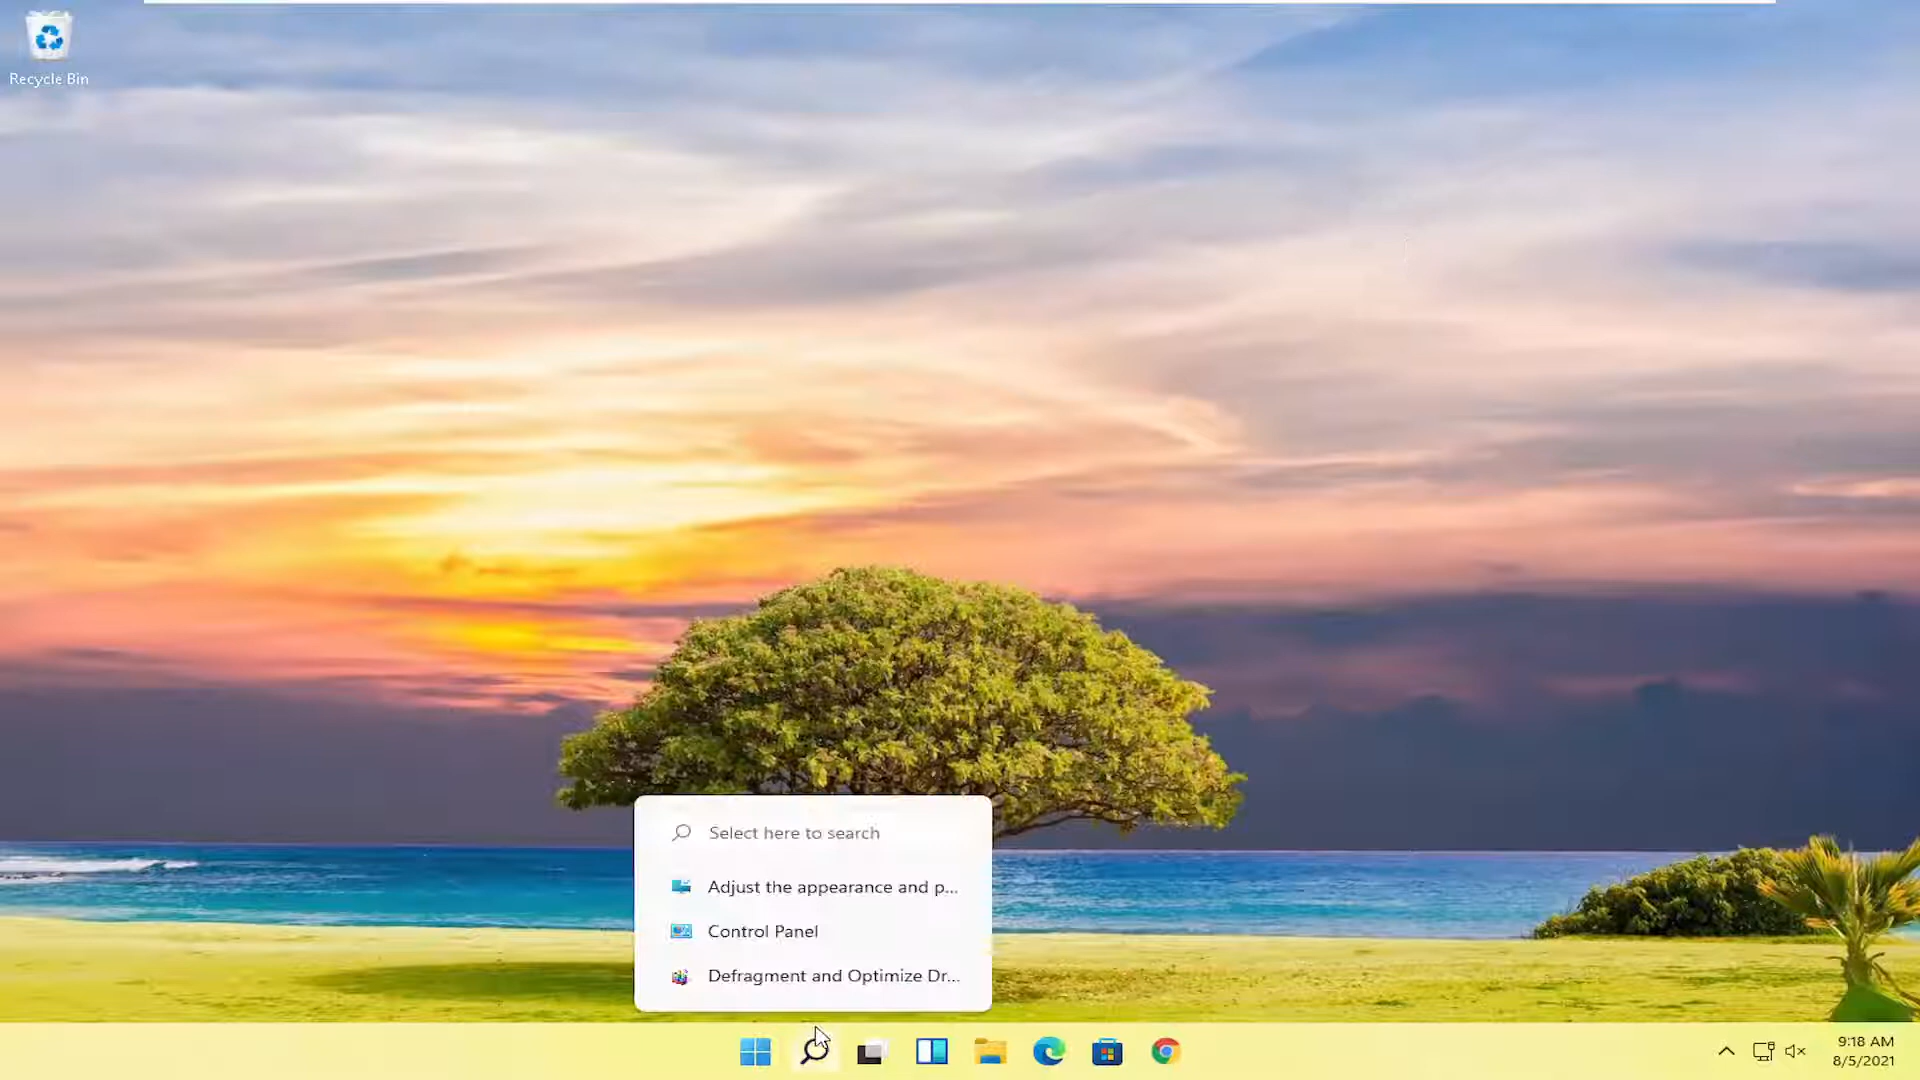 Recycle Bin
Select here to search
Adjust the appearance and p...
Control Panel
Defragment and Optimize Dr...
9:18 AM
8/5/2021